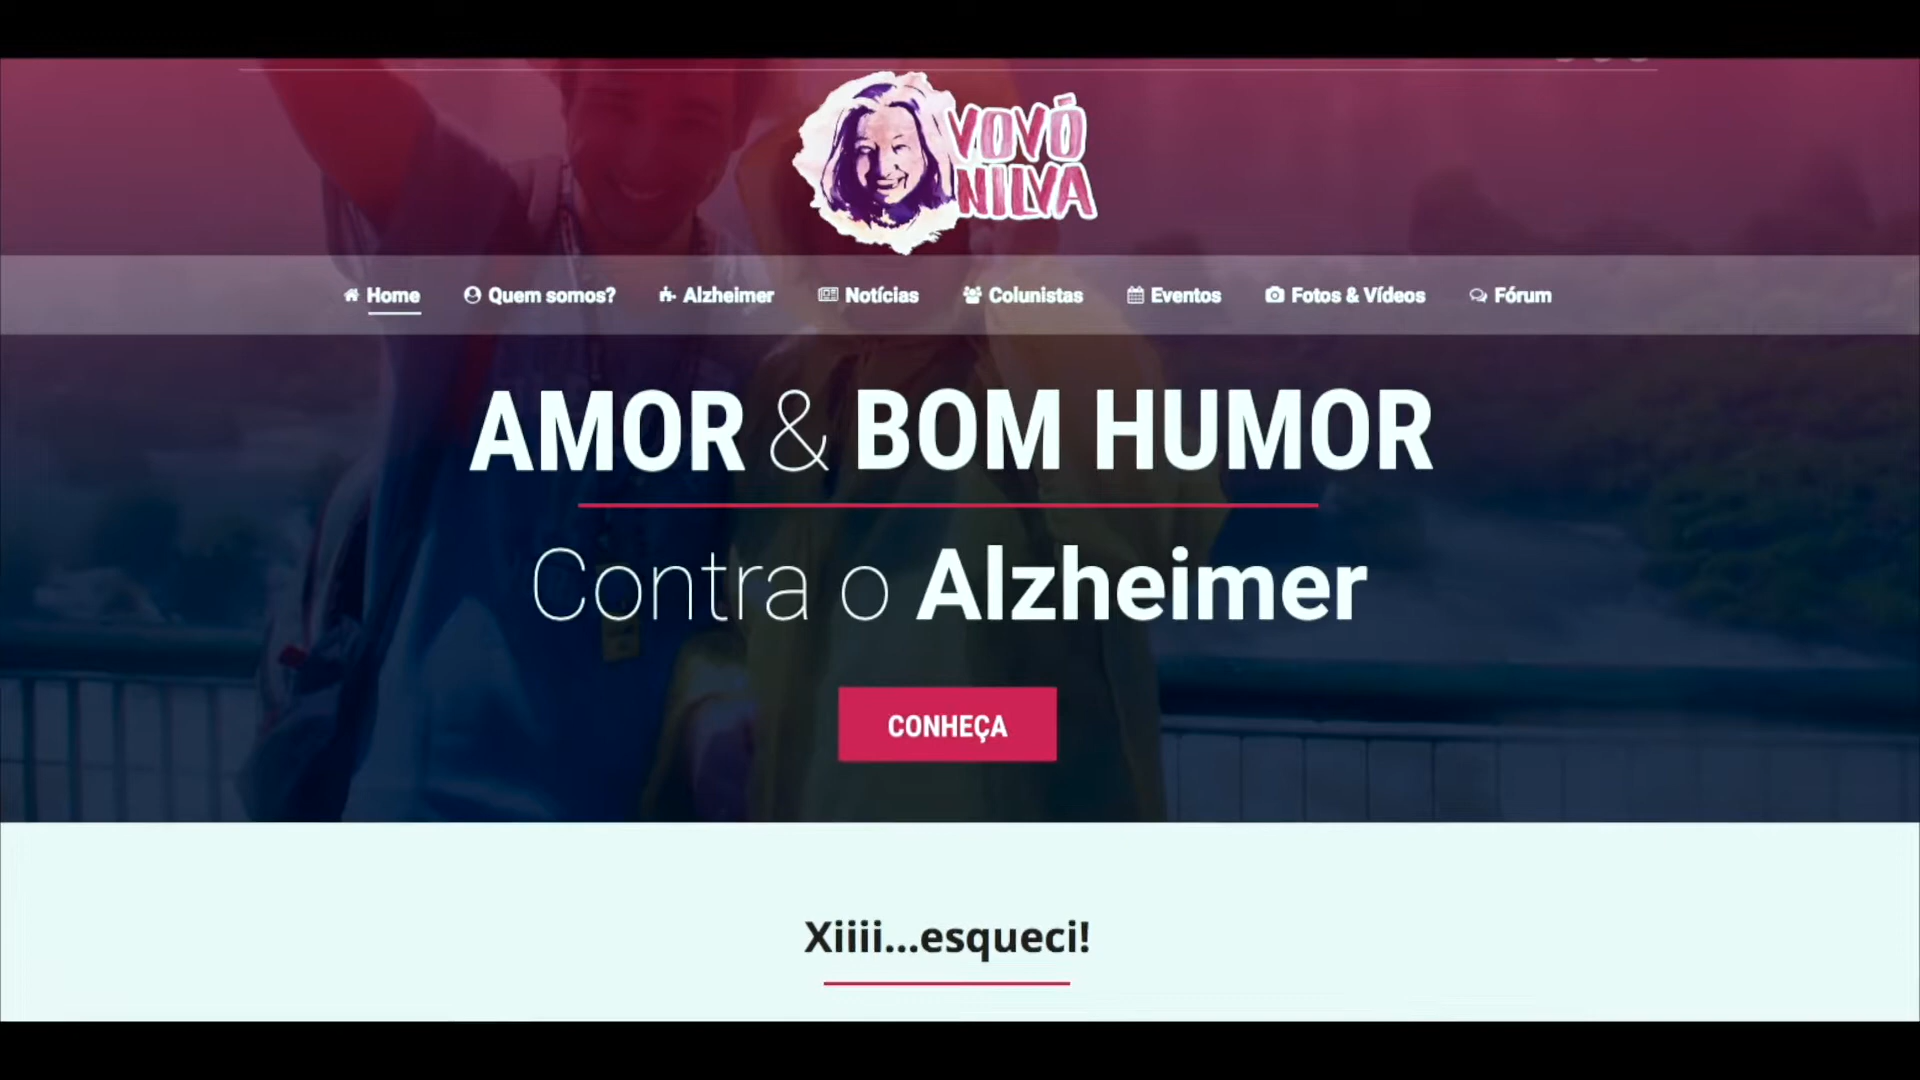 VOVÓ
NILVA
Home Quem somos? Alzheimer Notícias Colunistas Eventos Fotos & Vídeos Fórum
AMOR & BOM HUMOR
Contra o Alzheimer
CONHEÇA
Xiiii...esqueci!